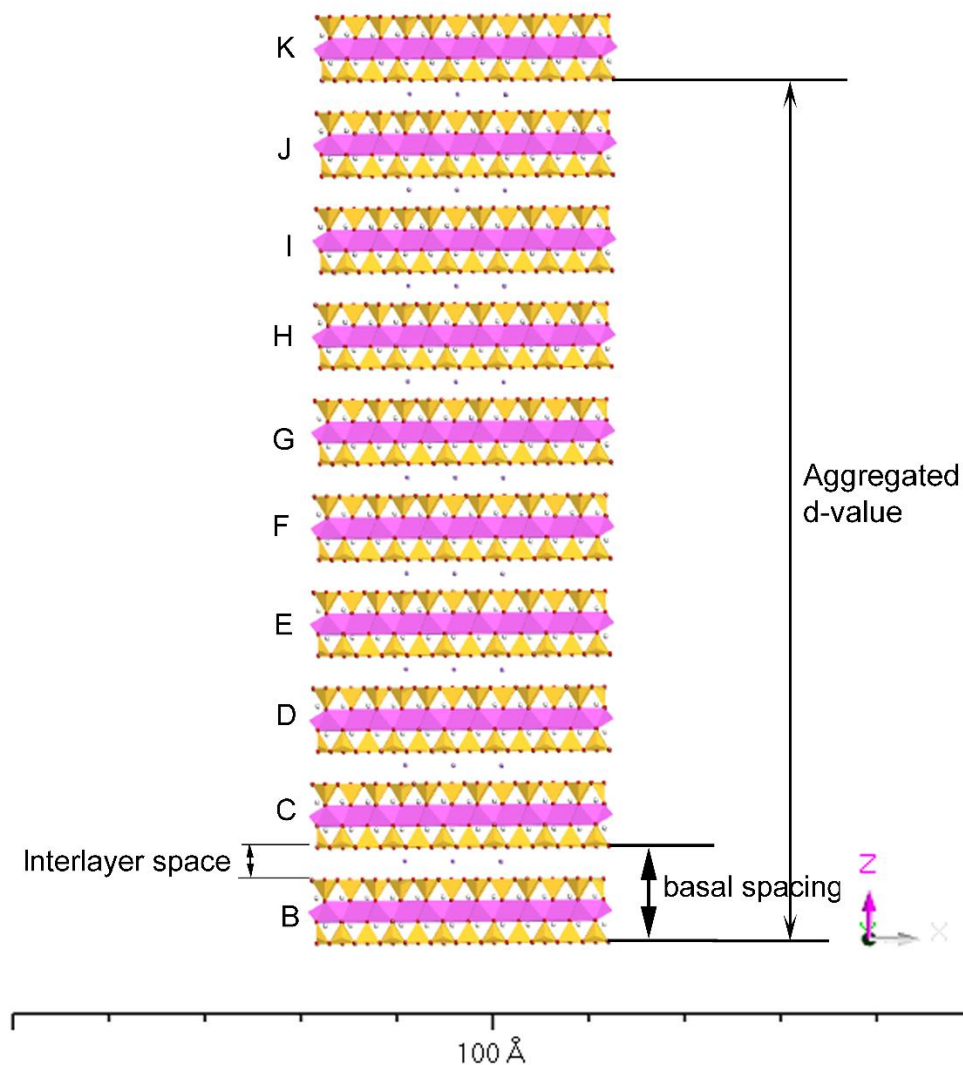 K
J
I
H
G
Aggregated
d-value
F
E
D
C
Interlayer space
basal spacing
B
Z
X
100 Å